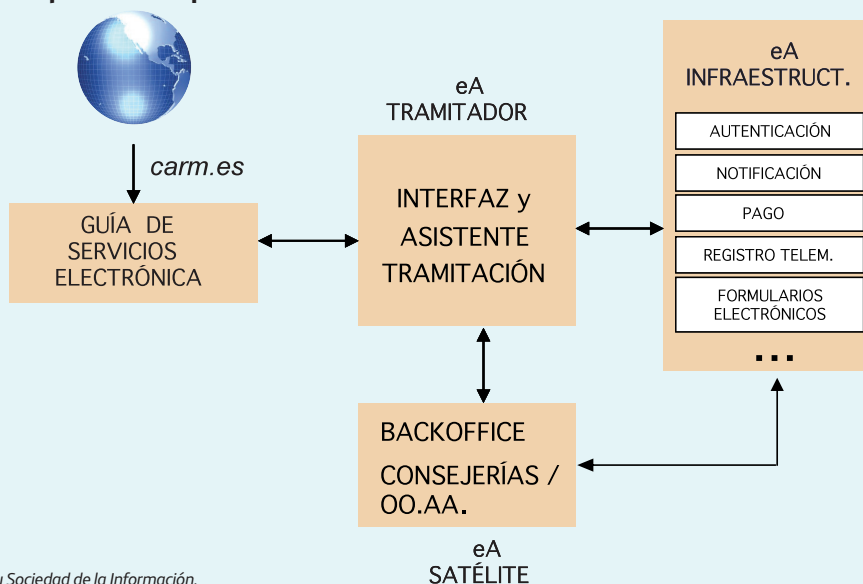 carm.es
GUÍA DE
SERVICIOS
ELECTRÓNICA
eA
TRAMITADOR
INTERFAZ y
ASISTENTE
TRAMITACIÓN
eA
INFRAESTRUCT.
AUTENTICACIÓN
NOTIFICACIÓN
PAGO
REGISTRO TELEM.
FORMULARIOS
ELECTRÓNICOS
...
BACKOFFICE
CONSEJERÍAS /
OO.AA.
eA
SATÉLITE
Sociedad de la Información.